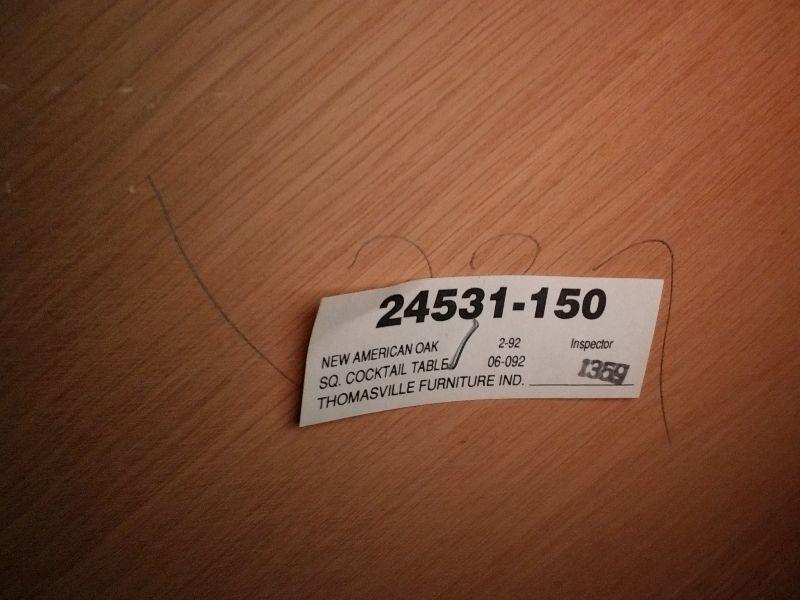 24531-150
NEW AMERICAN OAK 2-92 Inspector
SQ. COCKTAIL TABLE 06-092 1359
THOMASVILLE FURNITURE IND.